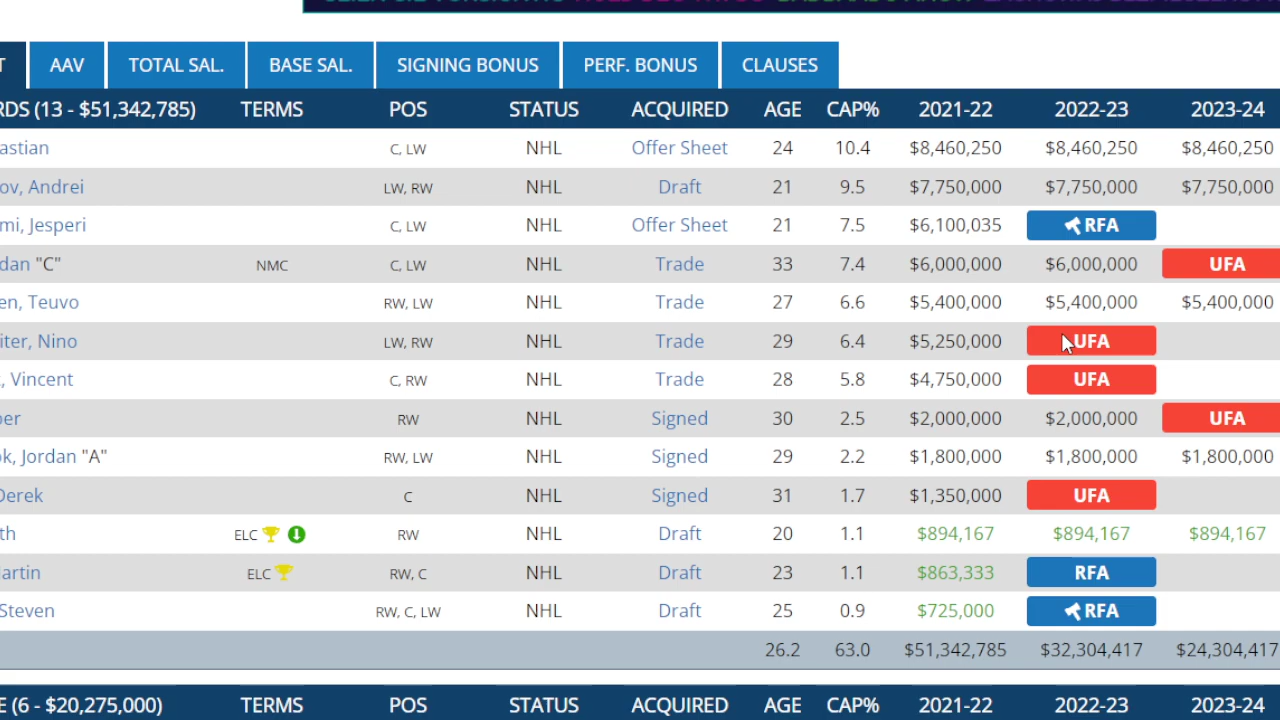 AAV TOTAL SAL. BASE SAL. SIGNING BONUS PERF. BONUS CLAUSES
RDS (13 - $51,342,785) TERMS POS STATUS ACQUIRED AGE CAP% 2021-22 2022-23 2023-24
astian C, LW NHL Offer Sheet 24 10.4 $8,460,250 $8,460,250 $8,460,250
ov, Andrei LW, RW NHL Draft 21 9.5 $7,750,000 $7,750,000 $7,750,000
mi, Jesperi C, LW NHL Offer Sheet 21 7.5 $6,100,035 RFA
dan "C" NMC C, LW NHL Trade 33 7.4 $6,000,000 $6,000,000 UFA
en, Teuvo RW, LW NHL Trade 27 6.6 $5,400,000 $5,400,000 $5,400,000
iter, Nino LW, RW NHL Trade 29 6.4 $5,250,000 UFA
, Vincent C, RW NHL Trade 28 5.8 $4,750,000 UFA
per RW NHL Signed 30 2.5 $2,000,000 $2,000,000 UFA
ok, Jordan "A" RW, LW NHL Signed 29 2.2 $1,800,000 $1,800,000 $1,800,000
Derek C NHL Signed 31 1.7 $1,350,000 UFA
th ELC RW NHL Draft 20 1.1 $894,167 $894,167 $894,167
artin ELC RW, C NHL Draft 23 1.1 $863,333 RFA
Steven RW, C, LW NHL Draft 25 0.9 $725,000 RFA
26.2 63.0 $51,342,785 $32,304,417 $24,304,417
E (6 - $20,275,000) TERMS POS STATUS ACQUIRED AGE CAP% 2021-22 2022-23 2023-24